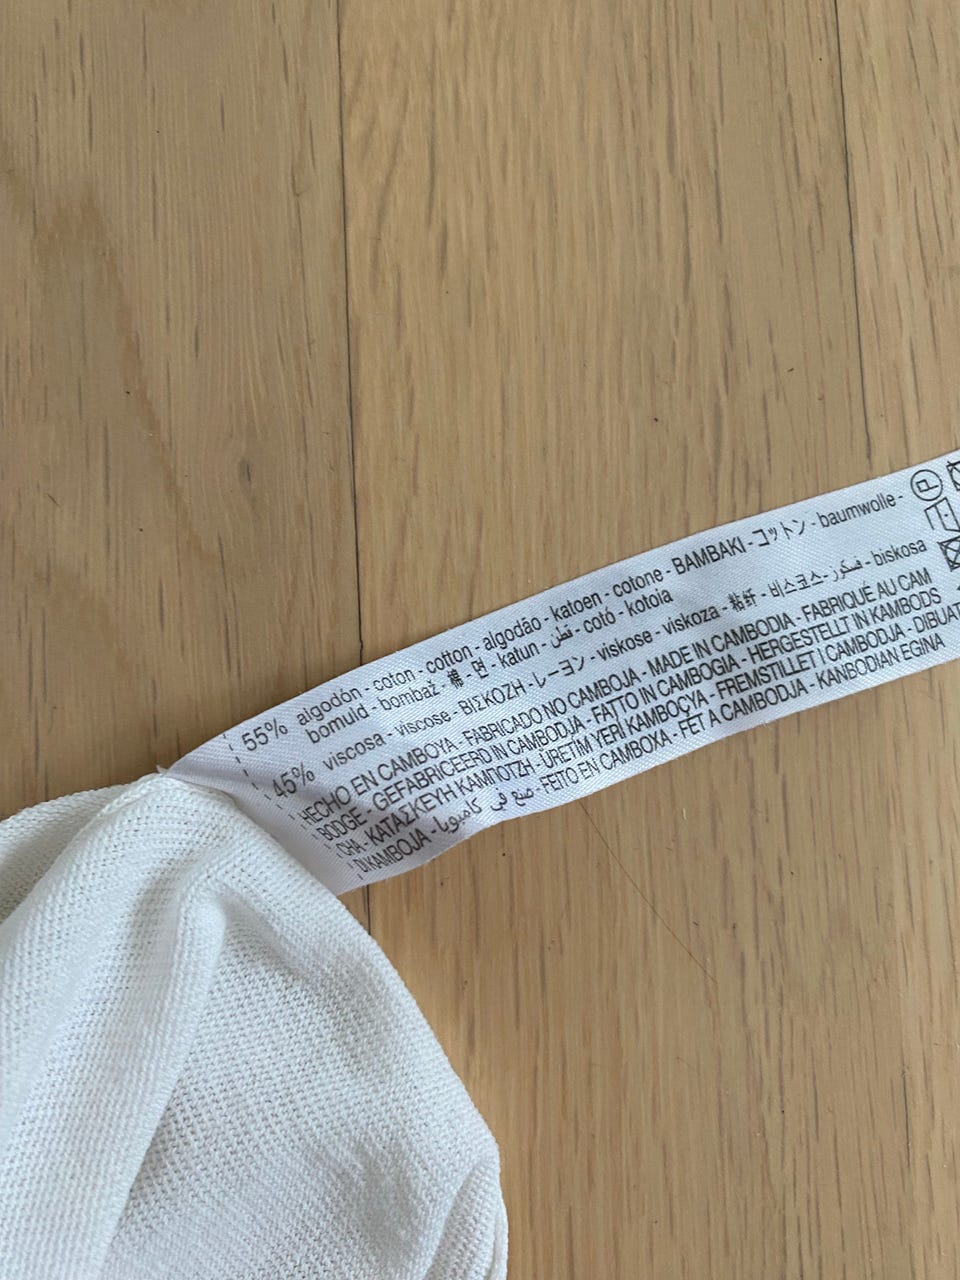 55% algodón - coton - cotton - algodão - katoen - cotone - BAMBAKI - コットン - baumwolle -
bomuld - bombaž - 棉 - 면 - katun - قطن - cotó - kotoia
45% viscosa - viscose - ΒΙΣΚΟΖΗ - レーヨン - viskose - viskoza - 粘纤 - 비스코스 - فسكوز - biskosa
HECHO EN CAMBOYA - FABRICADO NO CAMBOJA - MADE IN CAMBODIA - FABRIQUÉ AU CAM
BODGE - GEFABRICEERD IN CAMBODJA - FATTO IN CAMBOGIA - HERGESTELLT IN KAMBODS
CHA - ΚΑΤΑΣΚΕΥΗ ΚΑΜΠΟΤΖΗ - ÜRETIM YERİ KAMBOÇYA - FREMSTILLET I CAMBODJA - DIBUAT
DI KAMBOJA - صنع في كامبوديا - FEITO EN CAMBOXA - FET A CAMBODJA - KANBODIAN EGINA
P